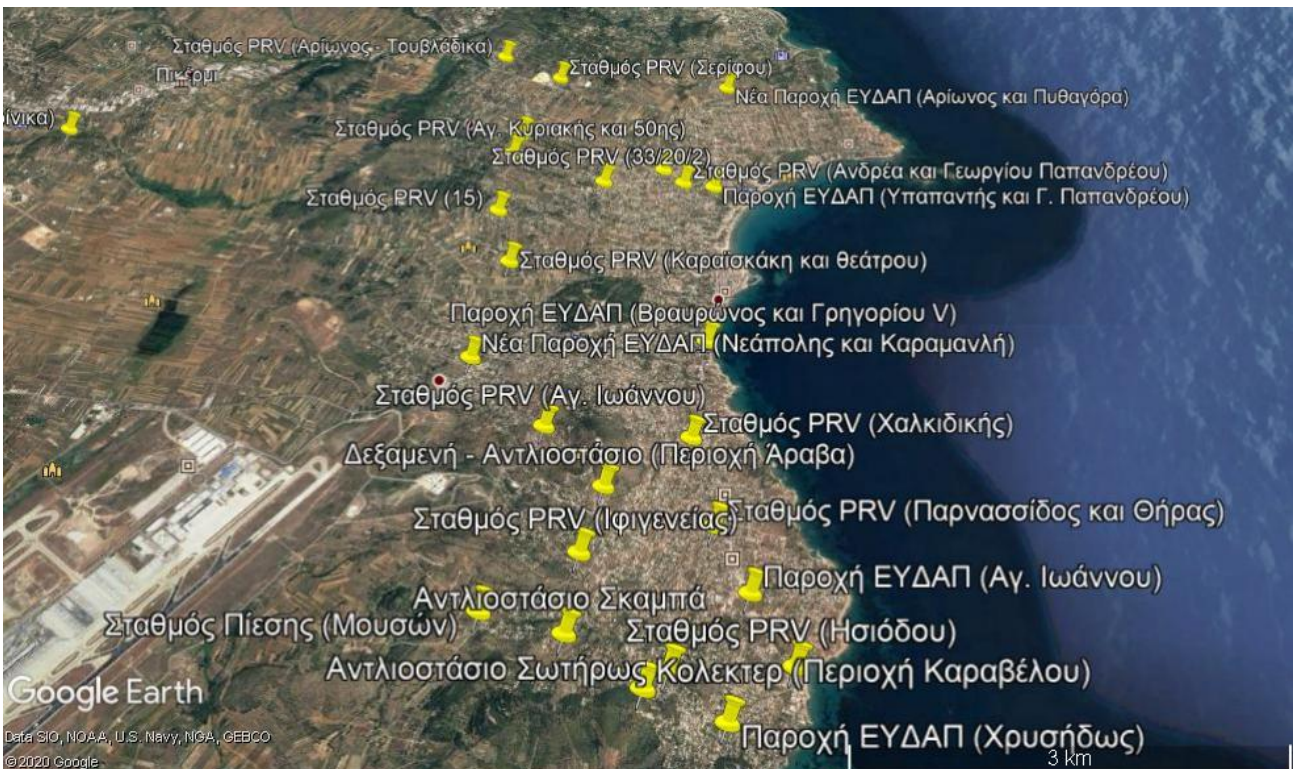 Σταθμός PRV (Αρίωνος - Τουβλάδικα)
Σταθμός PRV (Σερίφου)
Πικέρμι
Νέα Παροχή ΕΥΔΑΠ (Αρίωνος και Πυθαγόρα)
Σταθμός PRV (Αγ. Κυριακής και 50ης)
Σταθμός PRV (33/20/2)
Σταθμός PRV (Ανδρέα και Γεωργίου Παπανδρέου)
Σταθμός PRV (15)
Παροχή ΕΥΔΑΠ (Υπαπαντής και Γ. Παπανδρέου)
Σταθμός PRV (Καραϊσκάκη και θεάτρου)
Παροχή ΕΥΔΑΠ (Βραυρώνος και Γρηγορίου V)
Νέα Παροχή ΕΥΔΑΠ (Νεάπολης και Καραμανλή)
Σταθμός PRV (Αγ. Ιωάννου)
Σταθμός PRV (Χαλκιδικής)
Δεξαμενή - Αντλιοστάσιο (Περιοχή Άραβα)
Σταθμός PRV (Ιφιγενείας)
Σταθμός PRV (Παρνασσίδος και Θήρας)
Παροχή ΕΥΔΑΠ (Αγ. Ιωάννου)
Αντλιοστάσιο Σκαμπά
Σταθμός Πίεσης (Μουσών)
Σταθμός PRV (Ησιόδου)
Αντλιοστάσιο Σωτήρως
Κολεκτερ (Περιοχή Καραβέλου)
Google Earth
Παροχή ΕΥΔΑΠ (Χρυσηδως)
Data SIO, NOAA, U.S. Navy, NGA, GEBCO
© 2020 Google
3 km